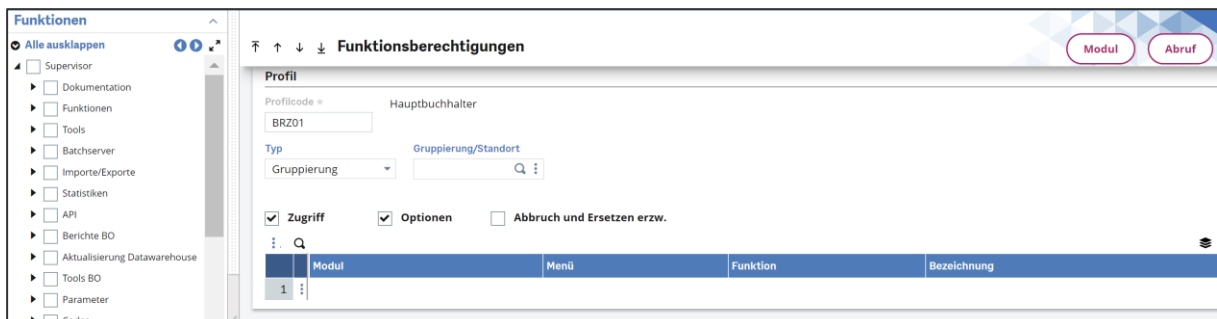 Funktionen
Alle ausklappen
Supervisor
Dokumentation
Funktionen
Tools
Batchserver
Importe/Exporte
Statistiken
API
Berichte BO
Aktualisierung Datawarehouse
Tools BO
Parameter
Funktionsberechtigungen
Modul
Abruf
Profil
Profilcode *
Hauptbuchhalter
BRZ01
Typ Gruppierung/Standort
Gruppierung
Zugriff Optionen Abbruch und Ersetzen erzw.
Modul Menü Funktion Bezeichnung
1